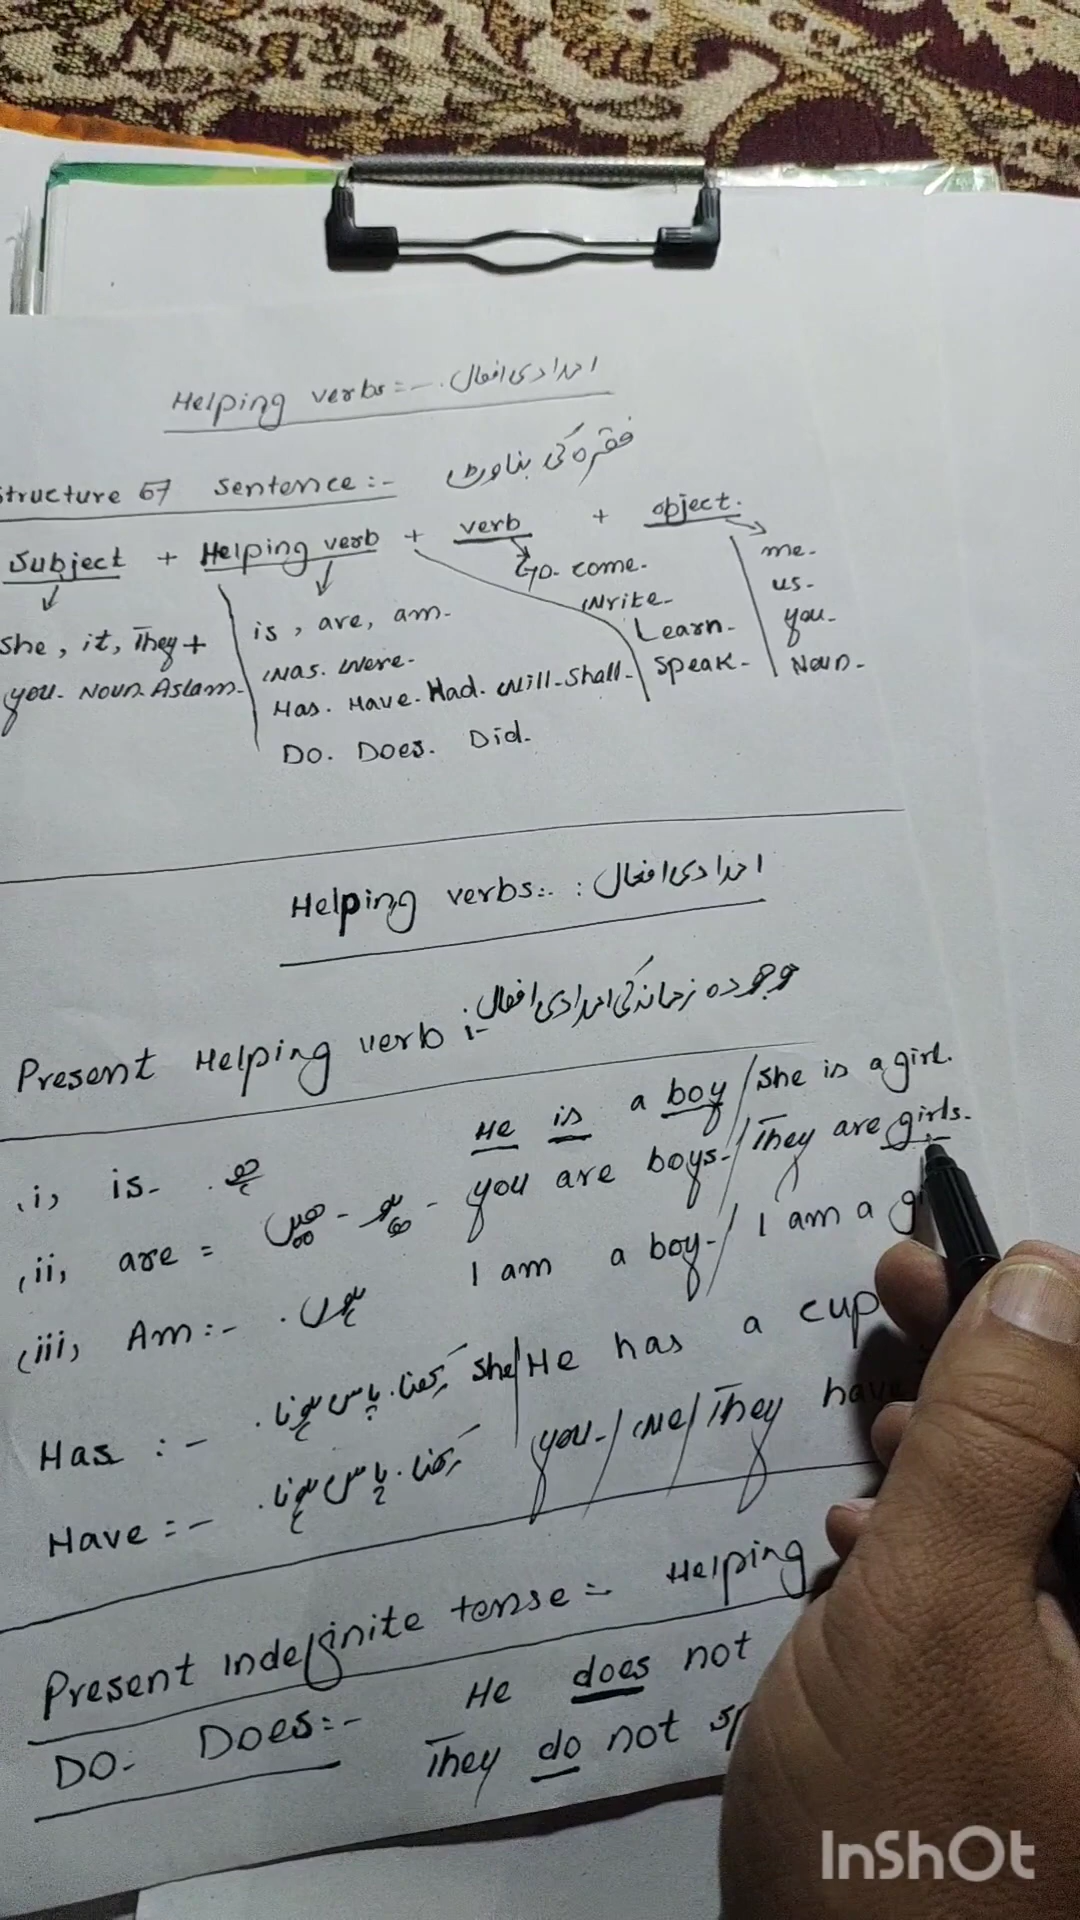 Helping verbs:- امدادی افعال
Structure of sentence:- فقرہ کی بناوٹ
Subject + Helping verb + verb + object.
She, it, They +
you. Noun. Aslam.
is, are, am.
Was. Were.
Has. Have. Had. Will. Shall.
Do. Does. Did.
Go. come.
Write.
Learn.
Speak.
me.
us.
you.
Noun.
Helping verbs:- امدادی افعال
Present Helping verb :- موجودہ زمانہ کی امدادی افعال
(i) is- ہے. He is a boy/She is a girl.
(ii) are = ہیں - ہو - you are boys-/They are girls.
(iii) Am:- ہوں. I am a boy-/I am a
Has :- رکھنا. پاس ہونا. She/He has a cup
Have :- رکھنا. پاس ہونا. you-/We/They have
Present indefinite tense :- Helping
Do. Does:- He does not
They do not
InShOt